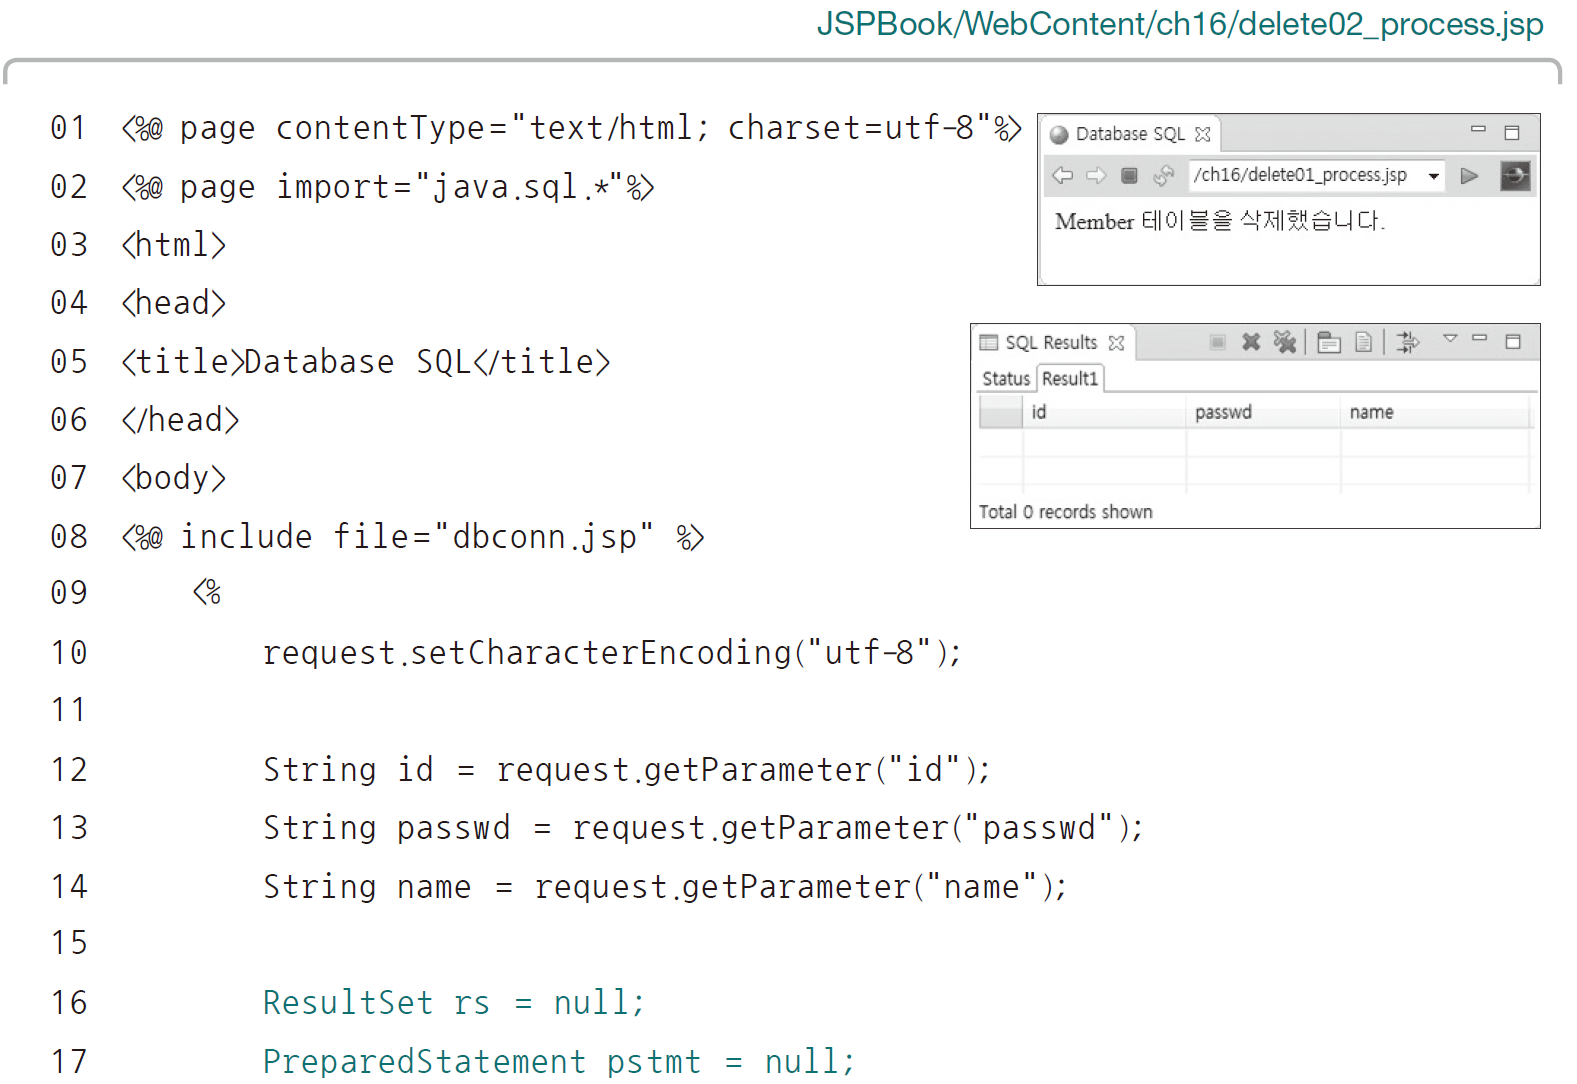 JSPBook/WebContent/ch16/delete02_process.jsp
01 <%@ page contentType="text/html; charset=utf-8"%>
02 <%@ page import="java.sql.*"%>
03 <html>
04 <head>
05 <title>Database SQL</title>
06 </head>
07 <body>
08 <%@ include file="dbconn.jsp" %>
09 <%
10 request.setCharacterEncoding("utf-8");
11
12 String id = request.getParameter("id");
13 String passwd = request.getParameter("passwd");
14 String name = request.getParameter("name");
15
16 ResultSet rs = null;
17 PreparedStatement pstmt = null;
Database SQL
/ch16/delete01_process.jsp
Member 테이블을 삭제했습니다.
SQL Results
Status Result1
id passwd name
Total 0 records shown